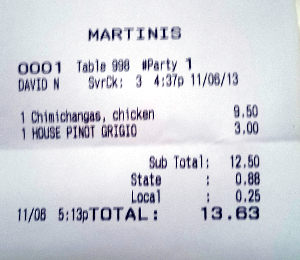 MARTINIS
0001 Table 998 #Party 1
DAVID N SvrCk: 3 4:37p 11/06/13
1 Chimichangas, chicken 9.50
1 HOUSE PINOT GRIGIO 3.00
Sub Total: 12.50
State : 0.88
Local : 0.25
11/06 5:13pTOTAL: 13.63